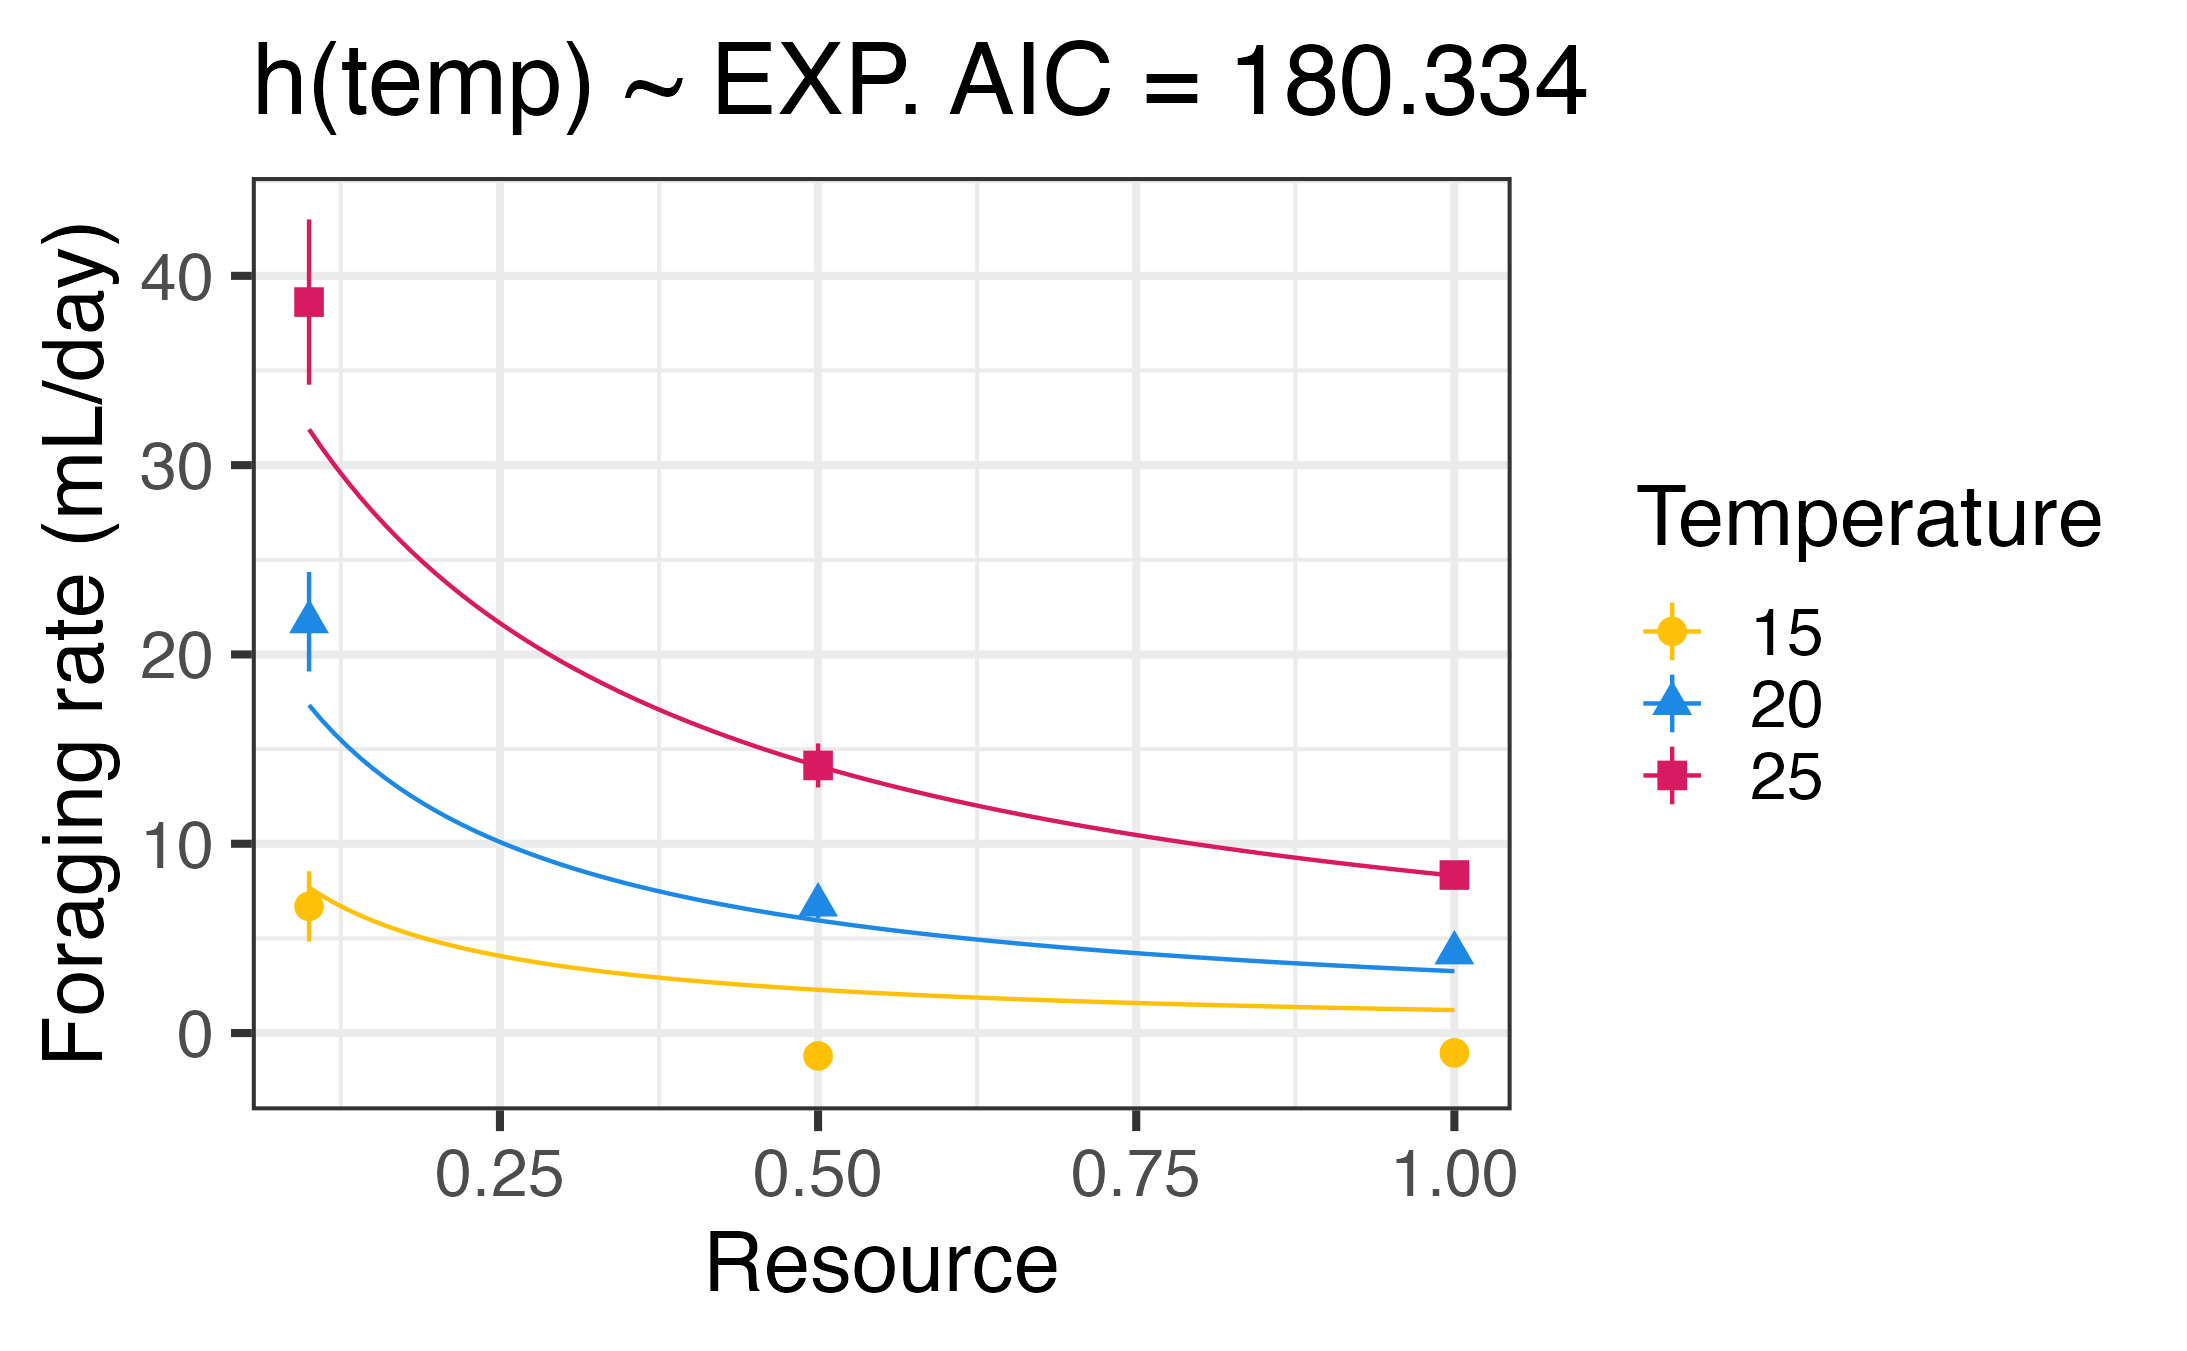 h(temp) ~ EXP. AIC = 180.334
Foraging rate (mL/day)
40
30
20
10
0
0.25 0.50 0.75 1.00
Resource
Temperature
15
20
25